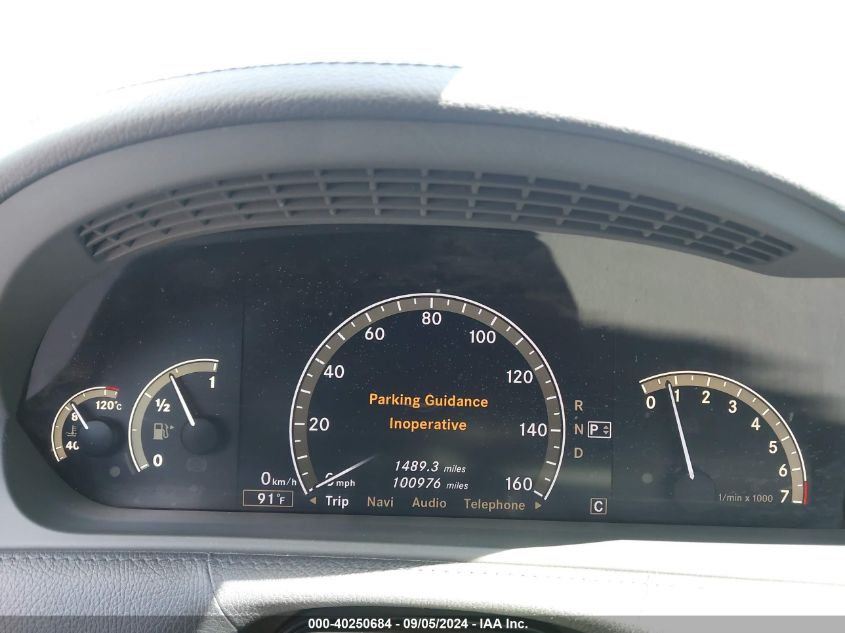 80
60
100
40
120
20
140
160
Parking Guidance
Inoperative
1489.3 miles
100976 miles
0 km/h
mph
91°F
Trip Navi Audio Telephone
C
R
N
P
D
120°C
40
1
½
0
0
1
2
3
4
5
6
7
1/min x 1000
000-40250684 - 09/05/2024 - IAA Inc.